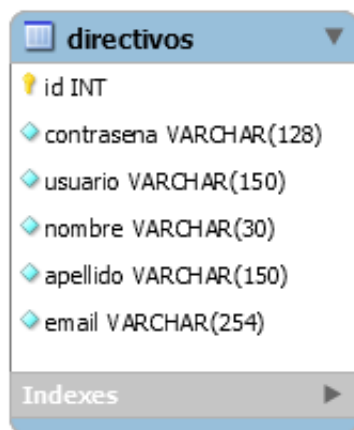 directivos
id INT
contrasena VARCHAR(128)
usuario VARCHAR(150)
nombre VARCHAR(30)
apellido VARCHAR(150)
email VARCHAR(254)
Indexes